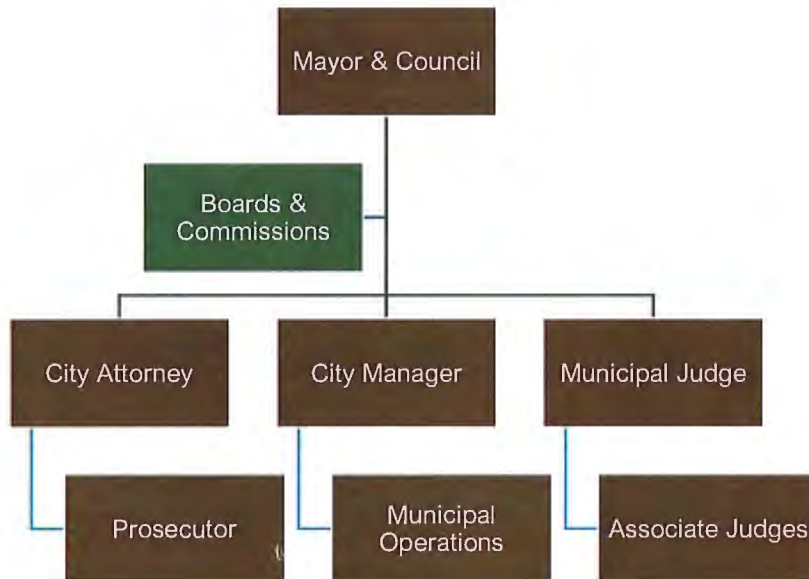 Mayor & Council
Boards &
Commissions
City Attorney
City Manager
Municipal Judge
Prosecutor
Municipal
Operations
Associate Judges